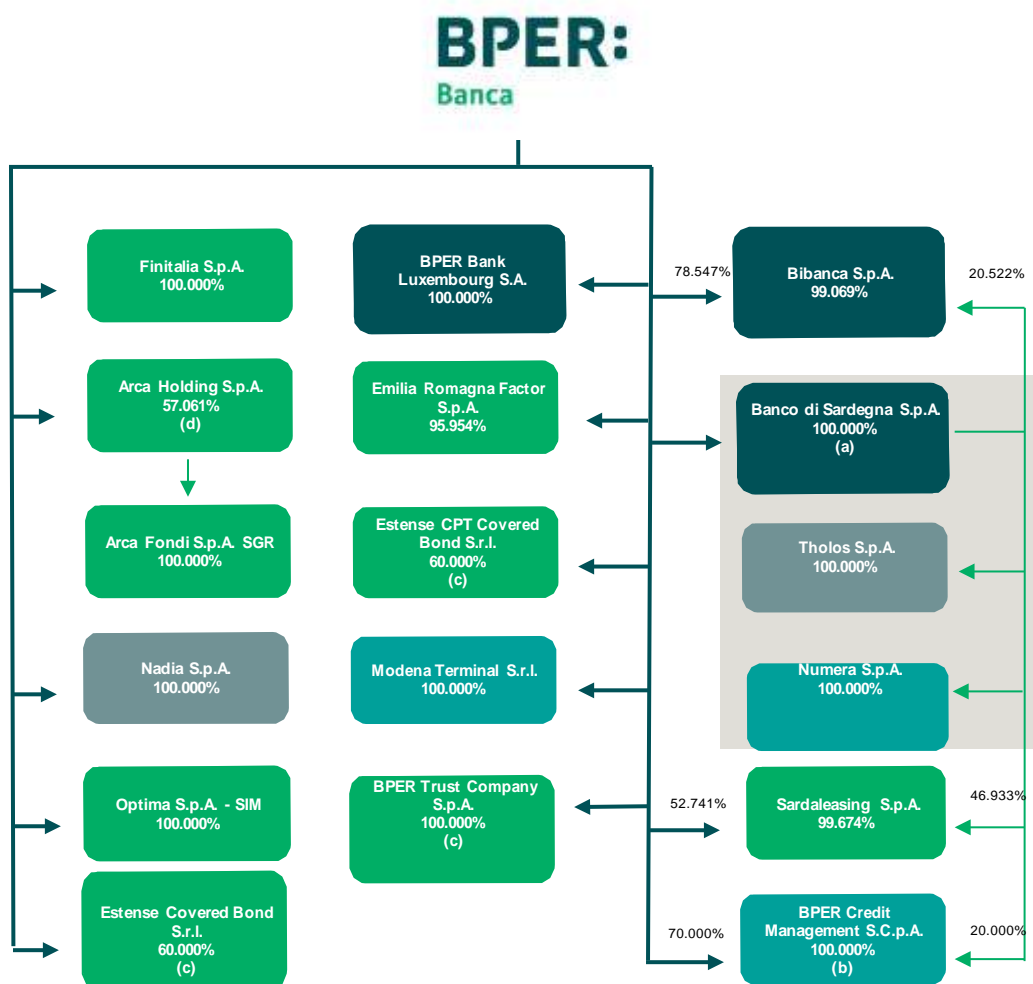 BPER:
Banca
Finitalia S.p.A.
100.000%
BPER Bank
Luxembourg S.A.
100.000%
78.547%
Bibanca S.p.A.
99.069%
20.522%
Arca Holding S.p.A.
57.061%
(d)
Emilia Romagna Factor
S.p.A.
95.954%
Banco di Sardegna S.p.A.
100.000%
(a)
Arca Fondi S.p.A. SGR
100.000%
Estense CPT Covered
Bond S.r.l.
60.000%
(c)
Tholos S.p.A.
100.000%
Nadia S.p.A.
100.000%
Modena Terminal S.r.l.
100.000%
Numera S.p.A.
100.000%
Optima S.p.A. - SIM
100.000%
BPER Trust Company
S.p.A.
100.000%
(c)
52.741%
Sardaleasing S.p.A.
99.674%
46.933%
Estense Covered Bond
S.r.l.
60.000%
(c)
70.000%
BPER Credit
Management S.C.p.A.
100.000%
(b)
20.000%